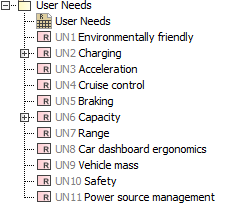 User Needs
User Needs
R UN1 Environmentally friendly
R UN2 Charging
R UN3 Acceleration
R UN4 Cruise control
R UN5 Braking
R UN6 Capacity
R UN7 Range
R UN8 Car dashboard ergonomics
R UN9 Vehicle mass
R UN10 Safety
R UN11 Power source management